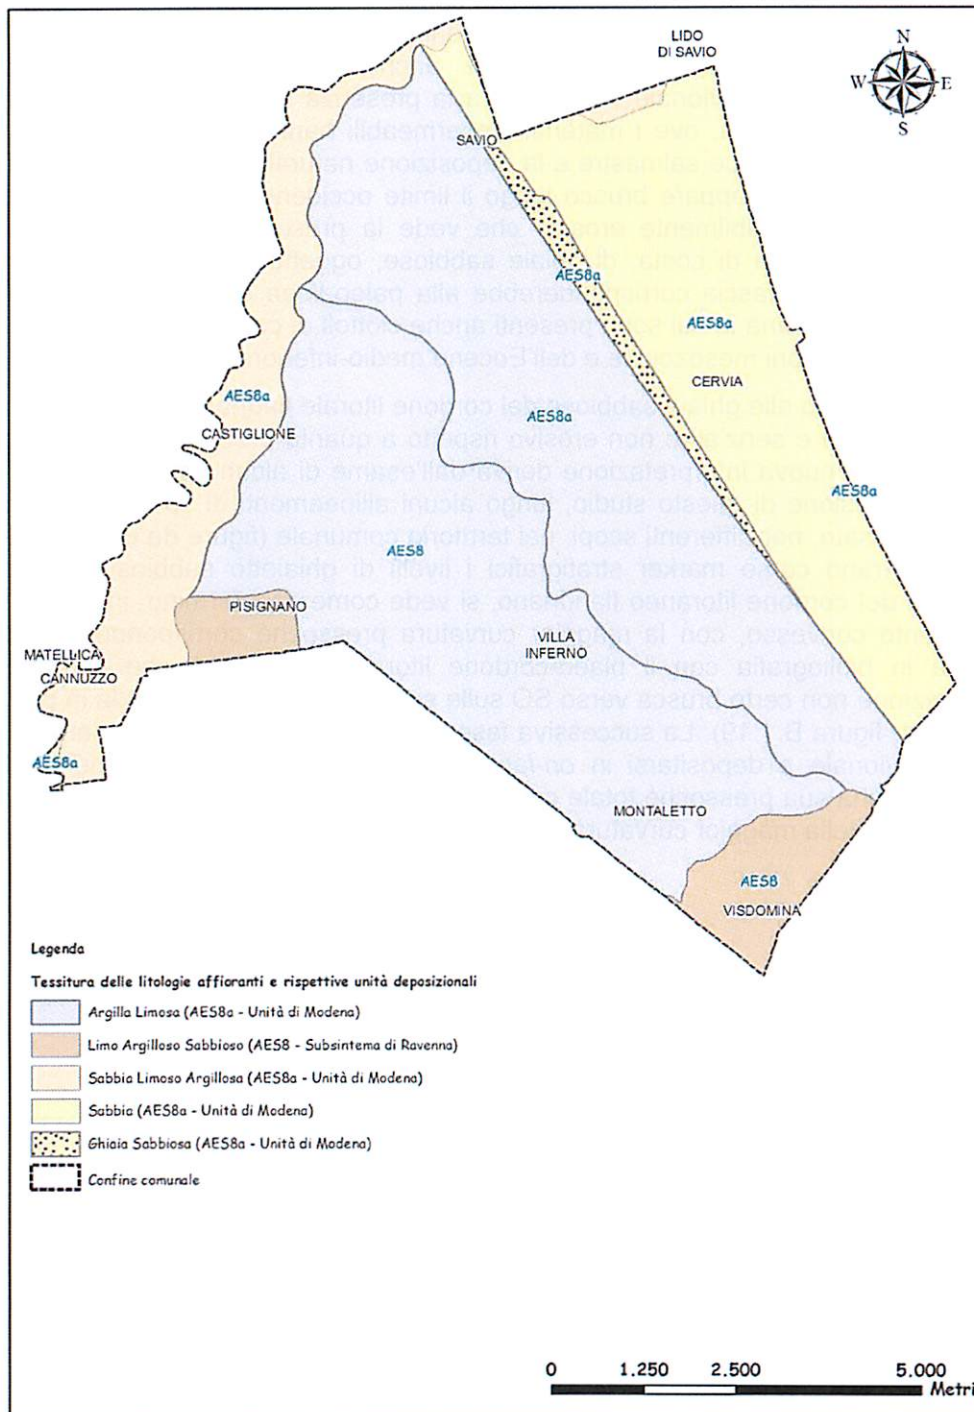 LIDO
DI SAVIO
N
W E
S
SAVIO
AES8a
AES8a
CERVIA
AES8a
CASTIGLIONE
AES8a
AES8a
AES8
PISIGNANO
VILLA
INFERNO
MATELLICA
CANNUZZO
AES8a
MONTALETTO
AES8
VISDOMINA
Legenda
Tessitura delle litologie affioranti e rispettive unità deposizionali
Argilla Limosa (AES8a - Unità di Modena)
Limo Argilloso Sabbioso (AES8 - Subsintema di Ravenna)
Sabbia Limoso Argillosa (AES8a - Unità di Modena)
Sabbia (AES8a - Unità di Modena)
Ghiaia Sabbiosa (AES8a - Unità di Modena)
Confine comunale
0 1.250 2.500 5.000
Metri